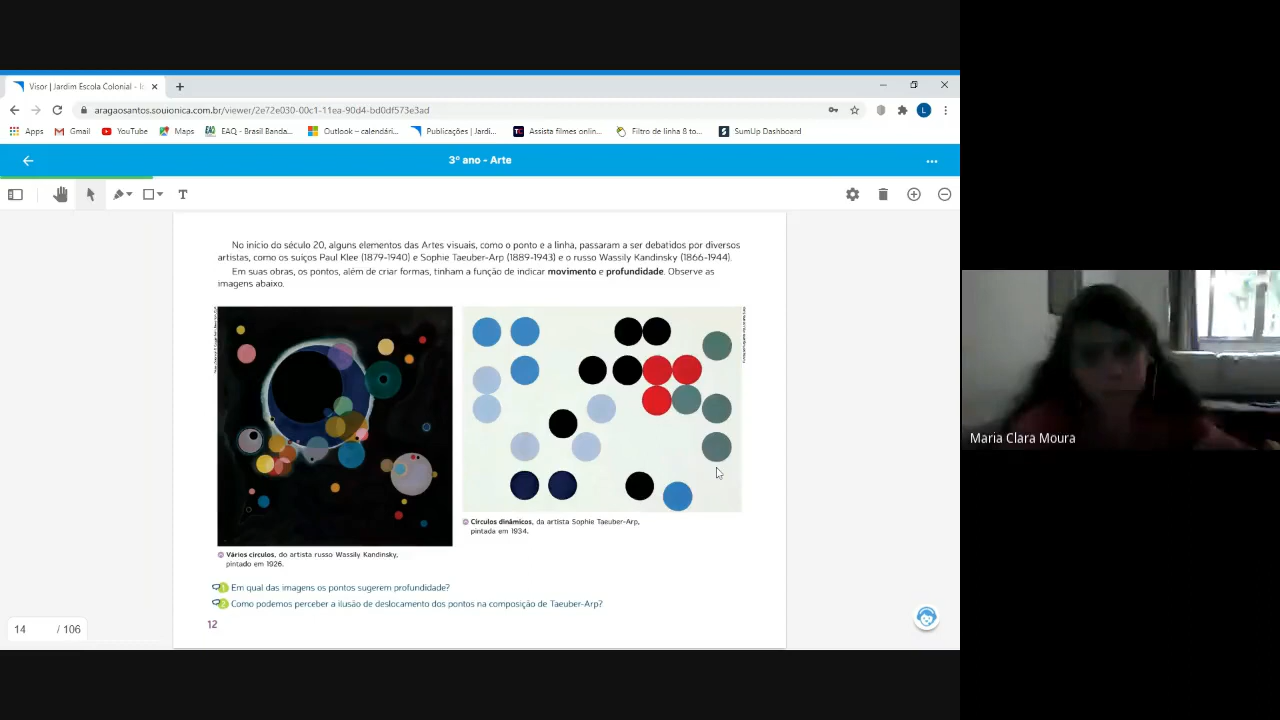 Visor | Jardim Escola Colonial - I
aragaosantos.souionica.com.br/viewer/2e72e030-00c1-11ea-90d4-bd0df573e3ad
L
Apps Gmail YouTube Maps EAQ - Brasil Banda... Outlook – calendári... Publicações | Jardi... Assista filmes onlin... Filtro de linha 8 to... SumUp Dashboard
3º ano - Arte
T
No início do século 20, alguns elementos das Artes visuais, como o ponto e a linha, passaram a ser debatidos por diversos
artistas, como os suíços Paul Klee (1879-1940) e Sophie Taeuber-Arp (1889-1943) e o russo Wassily Kandinsky (1866-1944).
Em suas obras, os pontos, além de criar formas, tinham a função de indicar movimento e profundidade. Observe as
imagens abaixo.
Vários círculos, do artista russo Wassily Kandinsky,
pintado em 1926.
Círculos dinâmicos, da artista Sophie Taeuber-Arp,
pintada em 1934.
1 Em qual das imagens os pontos sugerem profundidade?
2 Como podemos perceber a ilusão de deslocamento dos pontos na composição de Taeuber-Arp?
12
14 / 106
Maria Clara Moura